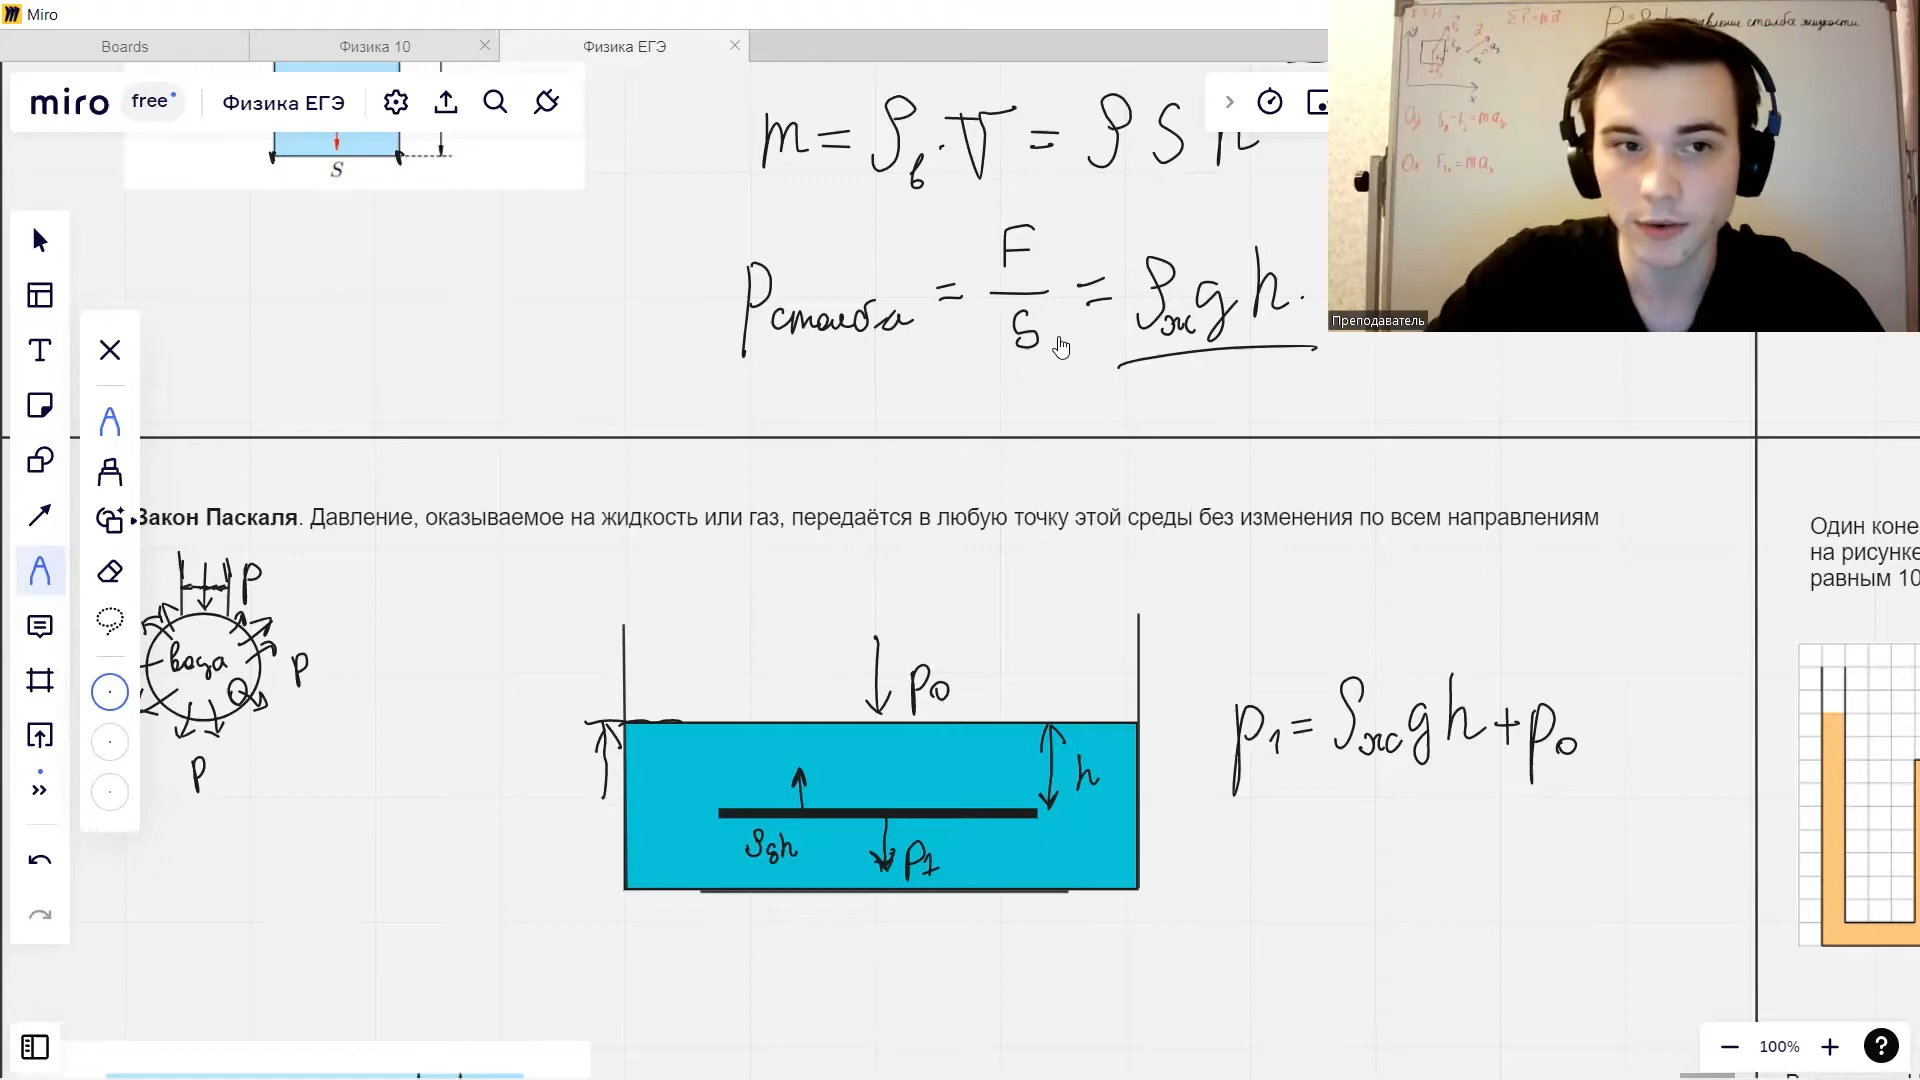 Miro
Boards
Физика 10
Физика ЕГЭ
miro free
Физика ЕГЭ
S
m = ρв · V = ρ S h
pстолба = F/S = ρжgh.
Преподаватель
Закон Паскаля. Давление, оказываемое на жидкость или газ, передаётся в любую точку этой среды без изменения по всем направлениям
Один коне
на рисунке
равным 10
P
вода
P
P
p0
h
ρgh
p1
p1 = ρжgh + p0
100%
?